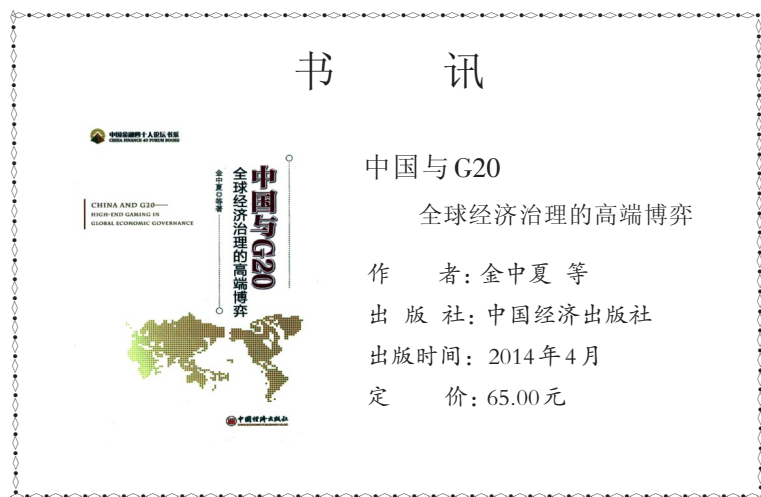 书 讯
中国金融四十人论坛书系
CHINA FINANCE 40 FORUM BOOKS
CHINA AND G20——
HIGH-END GAMING IN
GLOBAL ECONOMIC GOVERNANCE
中国与G20
全球经济治理的高端博弈
金中夏◎等著
中国经济出版社
中国与G20
全球经济治理的高端博弈
作 者: 金中夏 等
出 版 社: 中国经济出版社
出版时间: 2014年4月
定 价: 65.00元